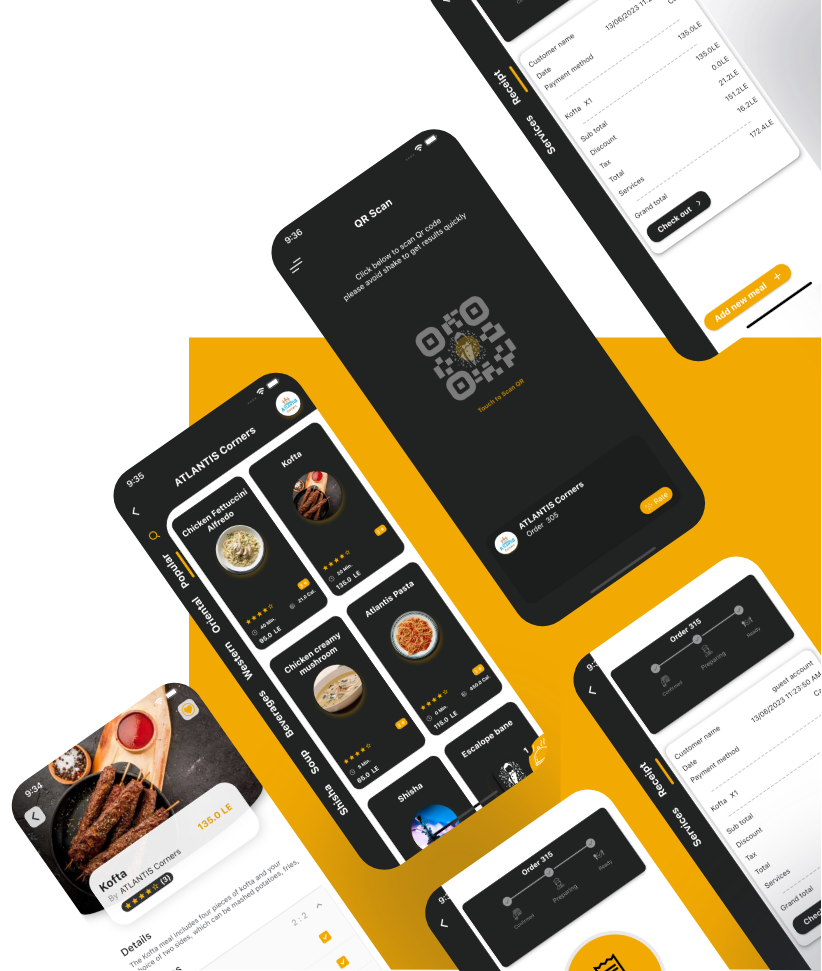 13/06/2023 11:2
Customer name
Date
Payment method
135.0LE
Kofta X1
135.0LE
Sub total
0.0LE
Discount
21.2LE
Tax
151.2LE
Total
16.2LE
Services
172.4LE
Grand total
Receipt
Services
Check out
Add new meal
9:36
QR Scan
Click below to scan Qr code
please avoid shake to get results quickly
Touch to Scan QR
ATLANTIS Corners
Order 305
Rate
9:35
ATLANTIS Corners
Popular
Oriental
Western
Beverages
Soup
Shisha
Chicken Fettuccini
Alfredo
40 Min.
21.0 Cal.
95.0 LE
Kofta
20 Min.
135.0 LE
Chicken creamy
mushroom
5 Min.
65.0 LE
Atlantis Pasta
0 Min.
450.0 Cal.
115.0 LE
Shisha
Escalope bane
1
9:34
Kofta
135.0 LE
By ATLANTIS Corners
(3)
Details
The Kofta meal includes four pieces of kofta and your
hoice of two sides, which can be mashed potatoes, fries,
2 : 2
s
9:
Order 315
Confirmed
Preparing
Ready
Receipt
Services
guest account
Customer name
13/06/2023 11:23:50 AM
Date
Ca
Payment method
Kofta X1
Sub total
Discount
Tax
Total
Services
Grand total
Chec
9:
Order 315
Confirmed
Preparing
Ready